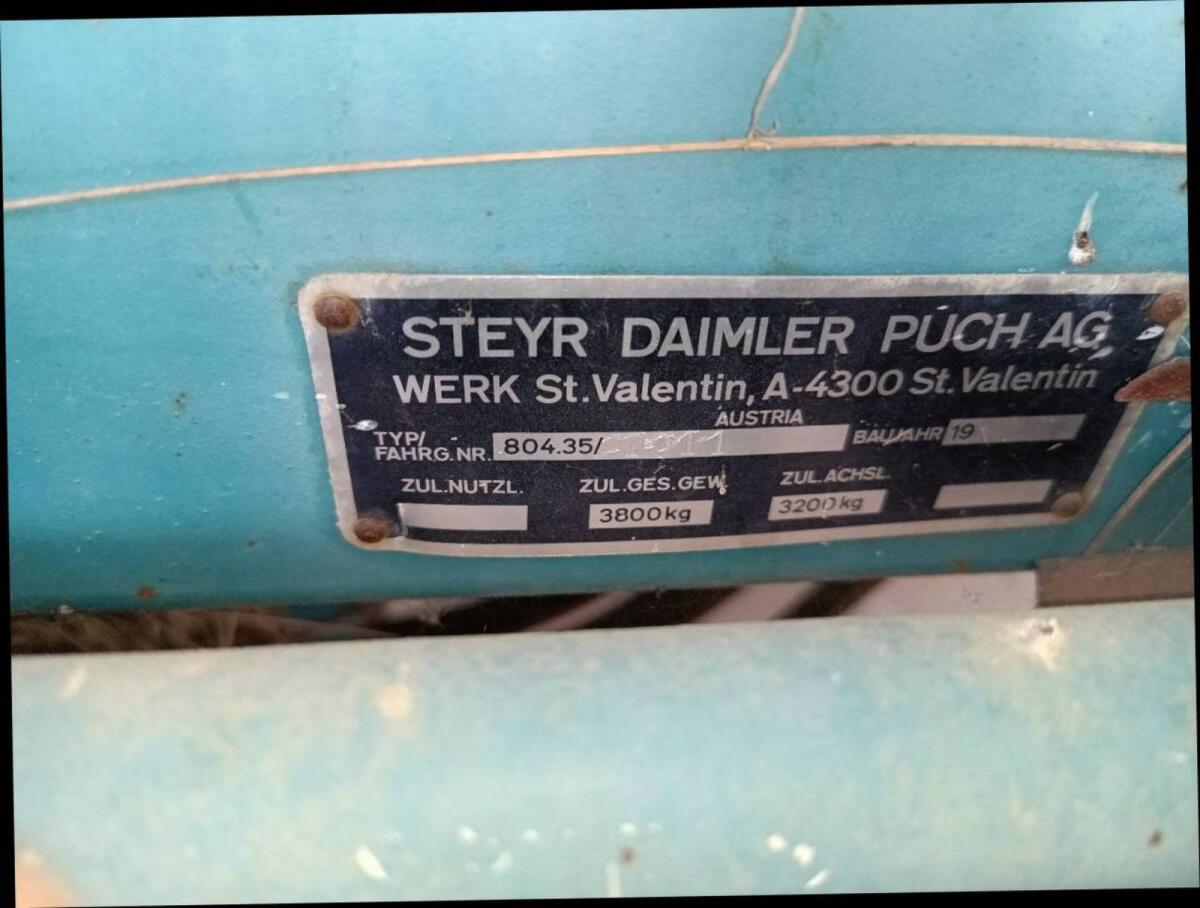 STEYR DAIMLER PUCH AG
WERK St. Valentin, A-4300 St. Valentin
AUSTRIA
TYP/
FAHRG.NR. 804.35/ BAUJAHR 19
ZUL.NUTZL. ZUL.GES.GEW. ZUL.ACHSL.
3800kg 3200kg